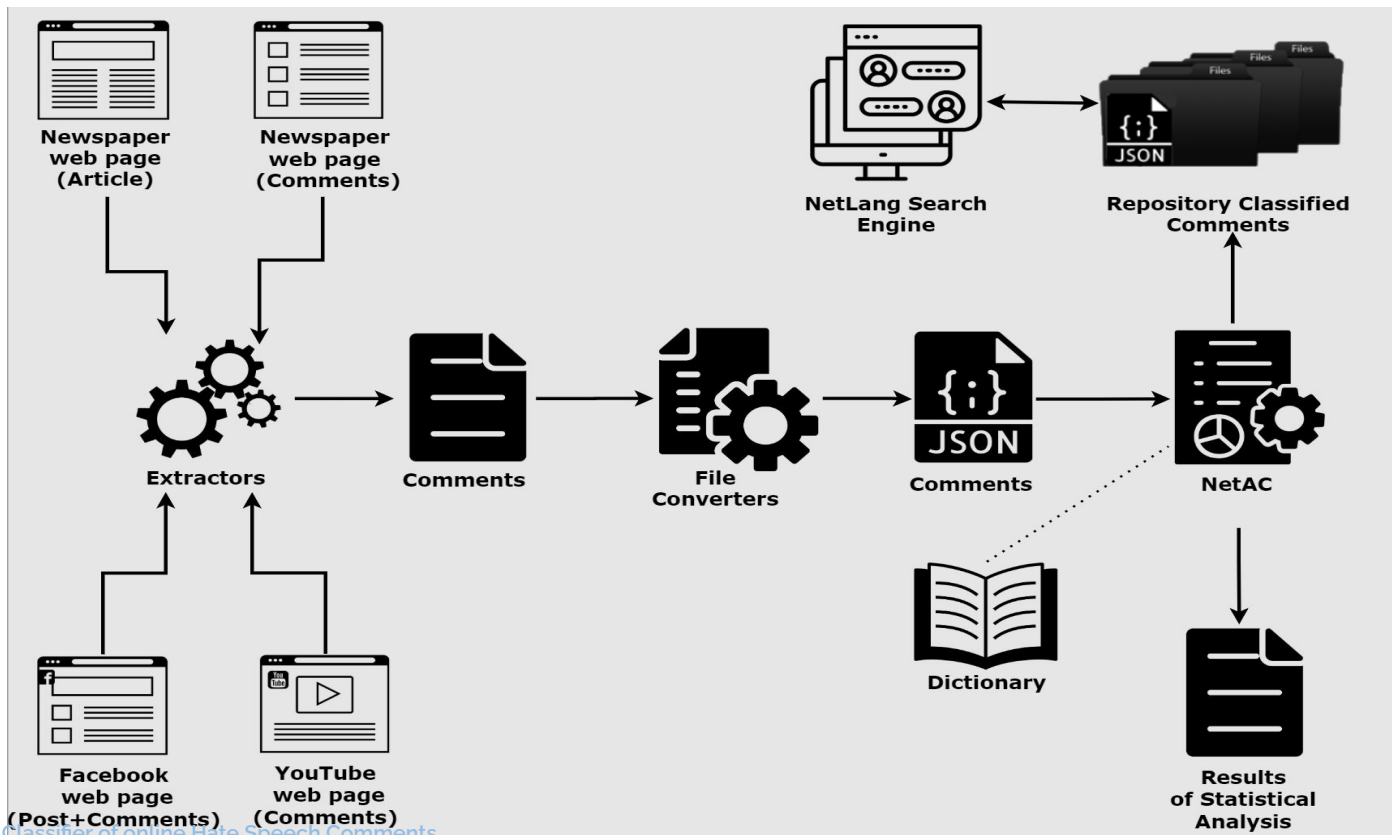 Newspaper
web page
(Article)
Newspaper
web page
(Comments)
NetLang Search
Engine
Files
Files
Files
{;}
JSON
Repository Classified
Comments
Extractors
Comments
File
Converters
{;}
JSON
Comments
NetAC
Dictionary
f
Facebook
web page
(Post+Comments)
You
Tube
YouTube
web page
(Comments)
Results
of Statistical
Analysis
Classifier of online Hate Speech Comments